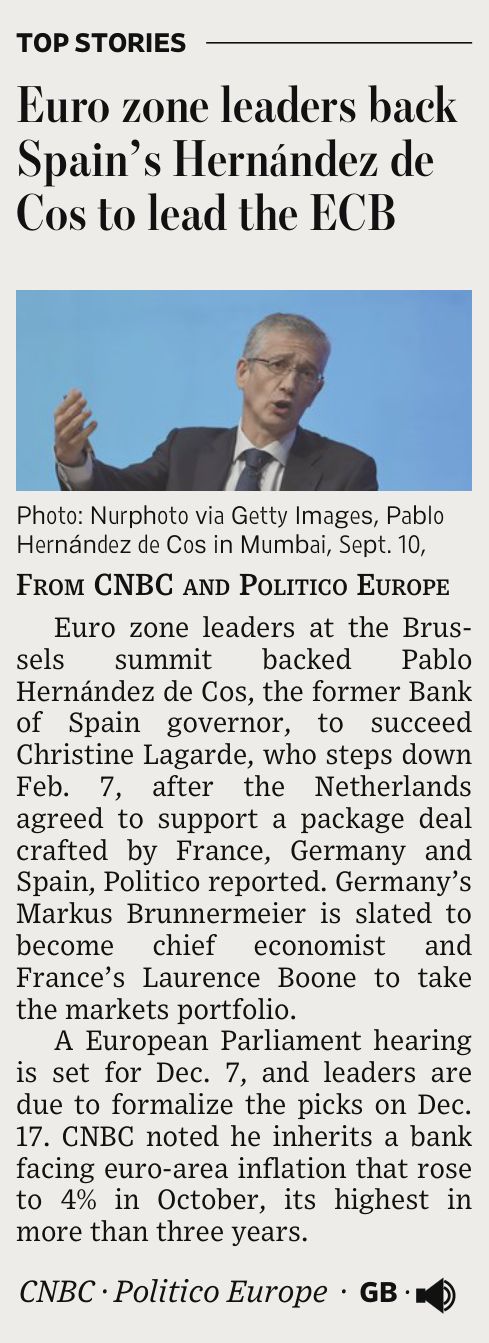 TOP STORIES
Euro zone leaders back
Spain’s Hernández de
Cos to lead the ECB
Photo: Nurphoto via Getty Images, Pablo
Hernández de Cos in Mumbai, Sept. 10,
FROM CNBC AND POLITICO EUROPE
Euro zone leaders at the Brus-
sels summit backed Pablo
Hernández de Cos, the former Bank
of Spain governor, to succeed
Christine Lagarde, who steps down
Feb. 7, after the Netherlands
agreed to support a package deal
crafted by France, Germany and
Spain, Politico reported. Germany’s
Markus Brunnermeier is slated to
become chief economist and
France’s Laurence Boone to take
the markets portfolio.
A European Parliament hearing
is set for Dec. 7, and leaders are
due to formalize the picks on Dec.
17. CNBC noted he inherits a bank
facing euro-area inflation that rose
to 4% in October, its highest in
more than three years.
CNBC · Politico Europe · GB ·